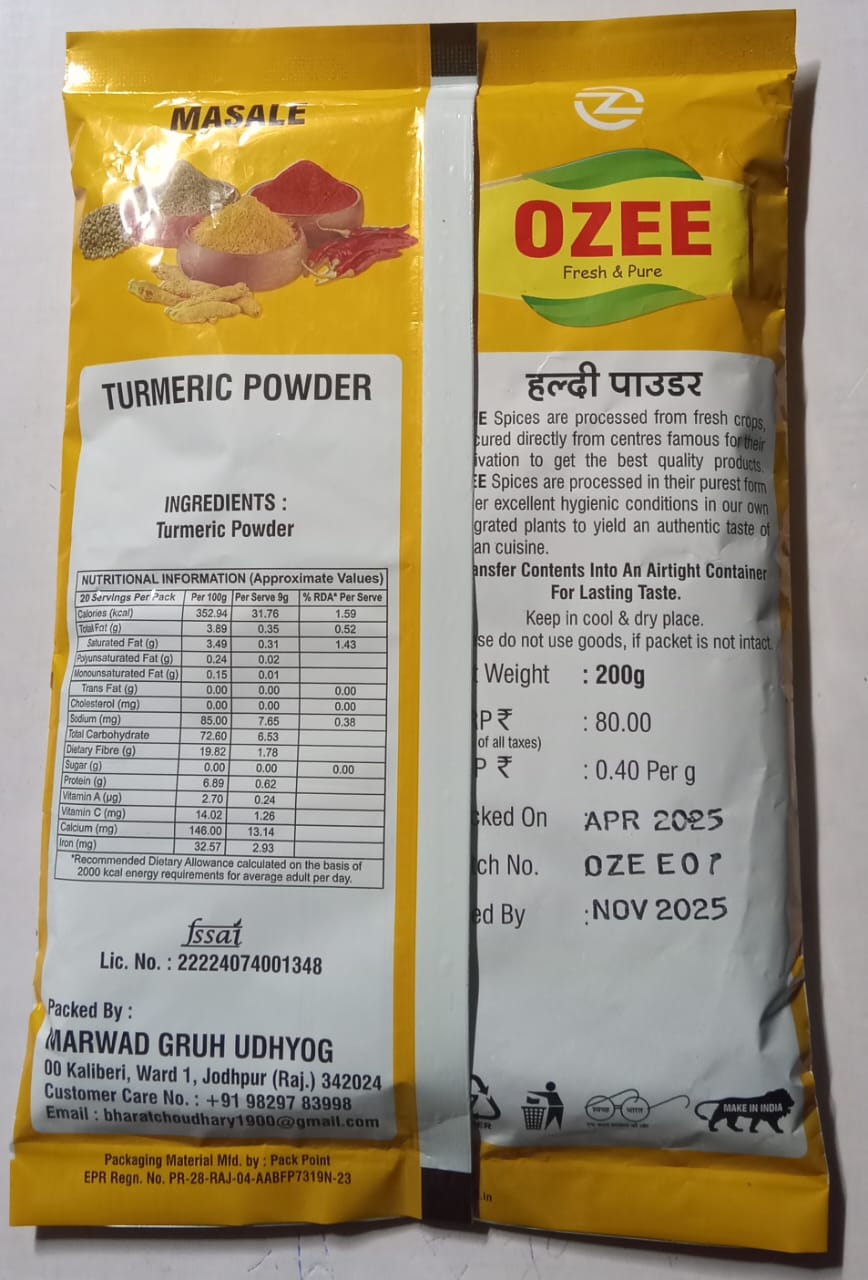 MASALE
TURMERIC POWDER
INGREDIENTS :
Turmeric Powder
NUTRITIONAL INFORMATION (Approximate Values)
20 Servings Per Pack Per 100g Per Serve 9g % RDA* Per Serve
Calories (kcal) 352.94 31.76 1.59
Total Fat (g) 3.89 0.35 0.52
Saturated Fat (g) 3.49 0.31 1.43
Polyunsaturated Fat (g) 0.24 0.02
Monounsaturated Fat (g) 0.15 0.01
Trans Fat (g) 0.00 0.00 0.00
Cholesterol (mg) 0.00 0.00 0.00
Sodium (mg) 85.00 7.65 0.38
Total Carbohydrate 72.60 6.53
Dietary Fibre (g) 19.82 1.78
Sugar (g) 0.00 0.00 0.00
Protein (g) 6.89 0.62
Vitamin A (µg) 2.70 0.24
Vitamin C (mg) 14.02 1.26
Calcium (mg) 146.00 13.14
Iron (mg) 32.57 2.93
*Recommended Dietary Allowance calculated on the basis of
2000 kcal energy requirements for average adult per day.
fssai
Lic. No. : 22224074001348
Packed By :
MARWAD GRUH UDHYOG
00 Kaliberi, Ward 1, Jodhpur (Raj.) 342024
Customer Care No. : +91 98297 83998
Email : bharatchoudhary1900@gmail.com
Packaging Material Mfd. by : Pack Point
EPR Regn. No. PR-28-RAJ-04-AABFP7319N-23
OZEE
Fresh & Pure
हल्दी पाउडर
E Spices are processed from fresh crops,
cured directly from centres famous for their
ivation to get the best quality products.
EE Spices are processed in their purest form
er excellent hygienic conditions in our own
grated plants to yield an authentic taste of
an cuisine.
ansfer Contents Into An Airtight Container
For Lasting Taste.
Keep in cool & dry place.
se do not use goods, if packet is not intact.
Weight : 200g
P ₹ : 80.00
of all taxes)
P ₹ : 0.40 Per g
ked On : APR 2025
ch No. OZE E07
ed By : NOV 2025
स्वच्छ भारत
MAKE IN INDIA
.in